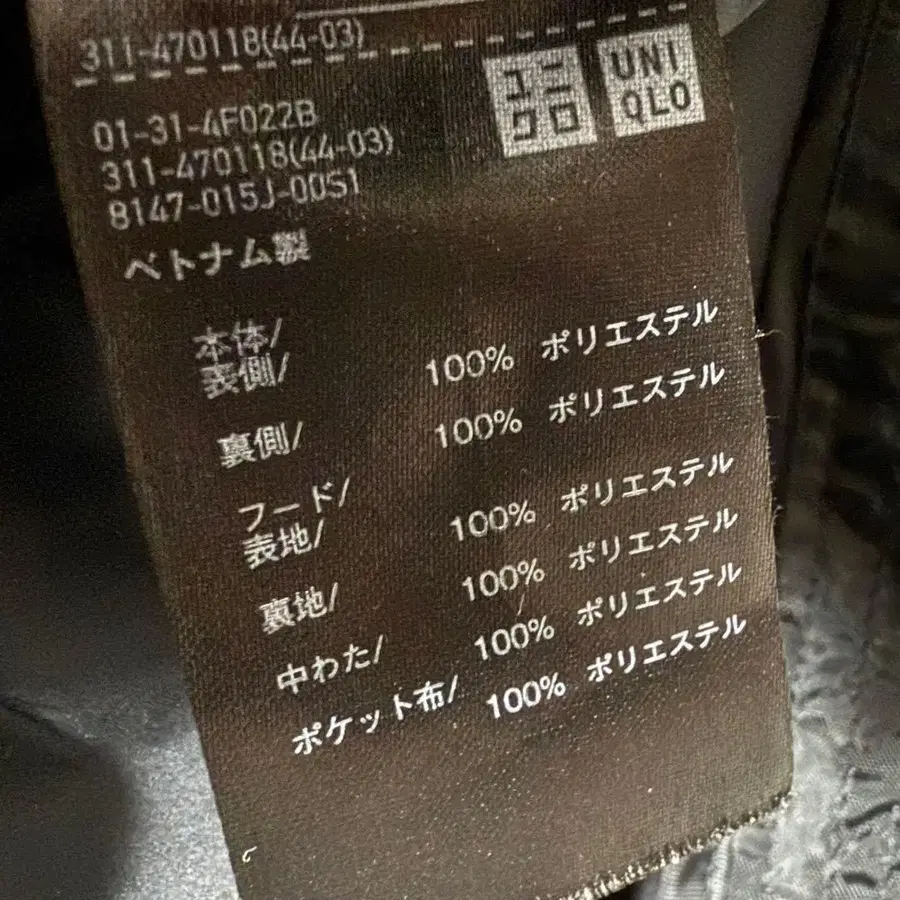 311-470118(44-03)
ユニクロ
UNIQLO
01-31-4F022B
311-470118(44-03)
8147-015J-00S1
ベトナム製
本体/
表側/ 100% ポリエステル
裏側/ 100% ポリエステル
フード/
表地/ 100% ポリエステル
裏地/ 100% ポリエステル
中わた/ 100% ポリエステル
ポケット布/ 100% ポリエステル